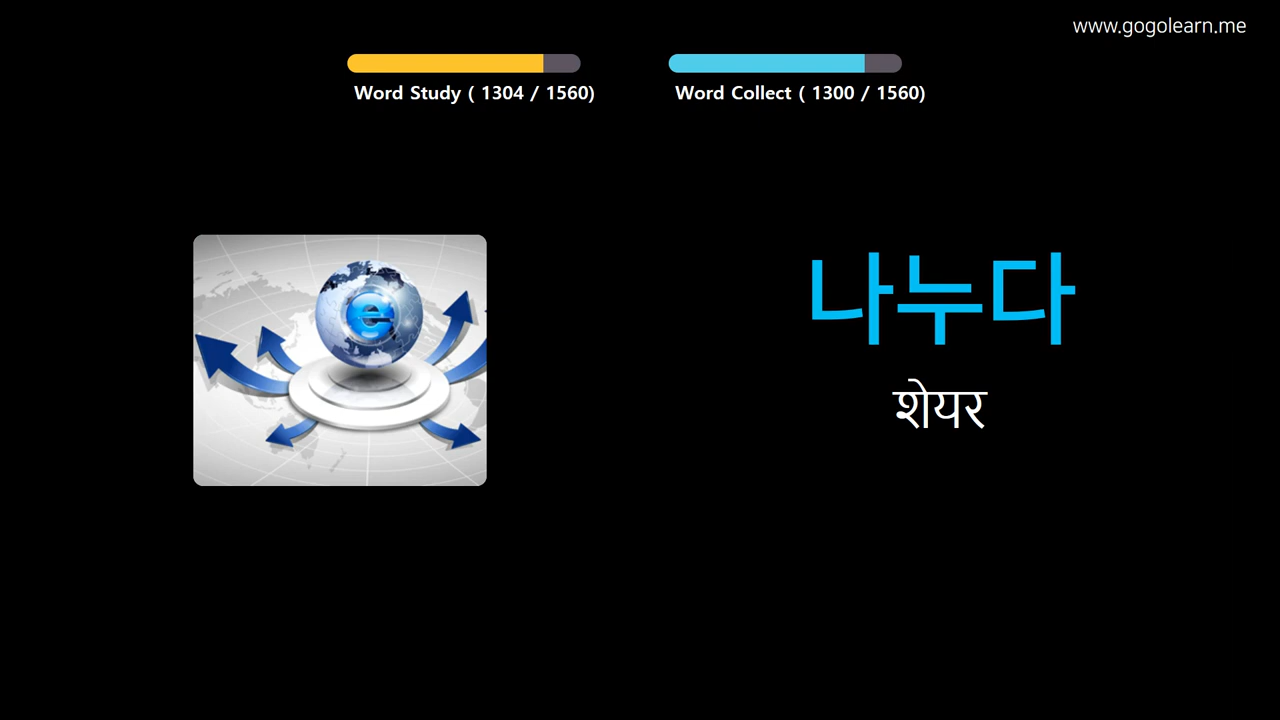 www.gogolearn.me
Word Study ( 1304 / 1560)
Word Collect ( 1300 / 1560)
e
나누다
शेयर